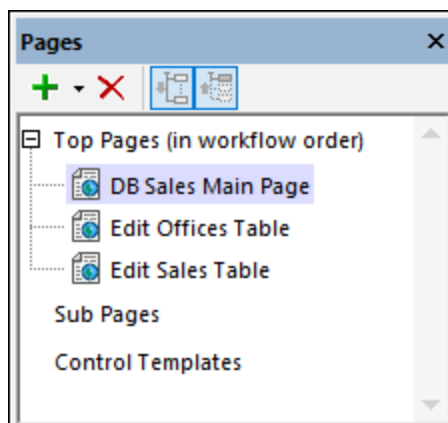 Pages
Top Pages (in workflow order)
DB Sales Main Page
Edit Offices Table
Edit Sales Table
Sub Pages
Control Templates